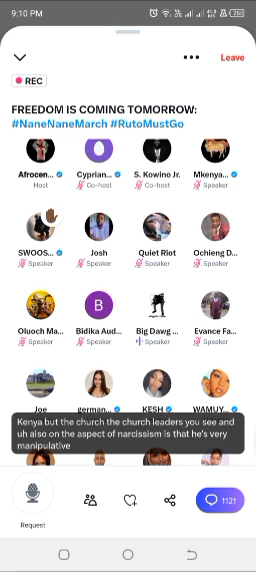 9:10 PM
Leave
REC
FREEDOM IS COMING TOMORROW:
#NaneNaneMarch #RutoMustGo
Afrocen... Cyprian... S. Kowino Jr. Mkenya...
Host Co-host Co-host Speaker
SWOOS... Josh Quiet Riot Ochieng D...
Speaker Speaker Speaker Speaker
B
Oluoch Ma... Bidika Aud... Big Dawg ... Evance Fa...
Speaker Speaker Speaker Speaker
Joe german... KESH WAMUY...
Kenya but the church the church leaders you see and
uh also on the aspect of narcissism is that he's very
manipulative
1121
Request